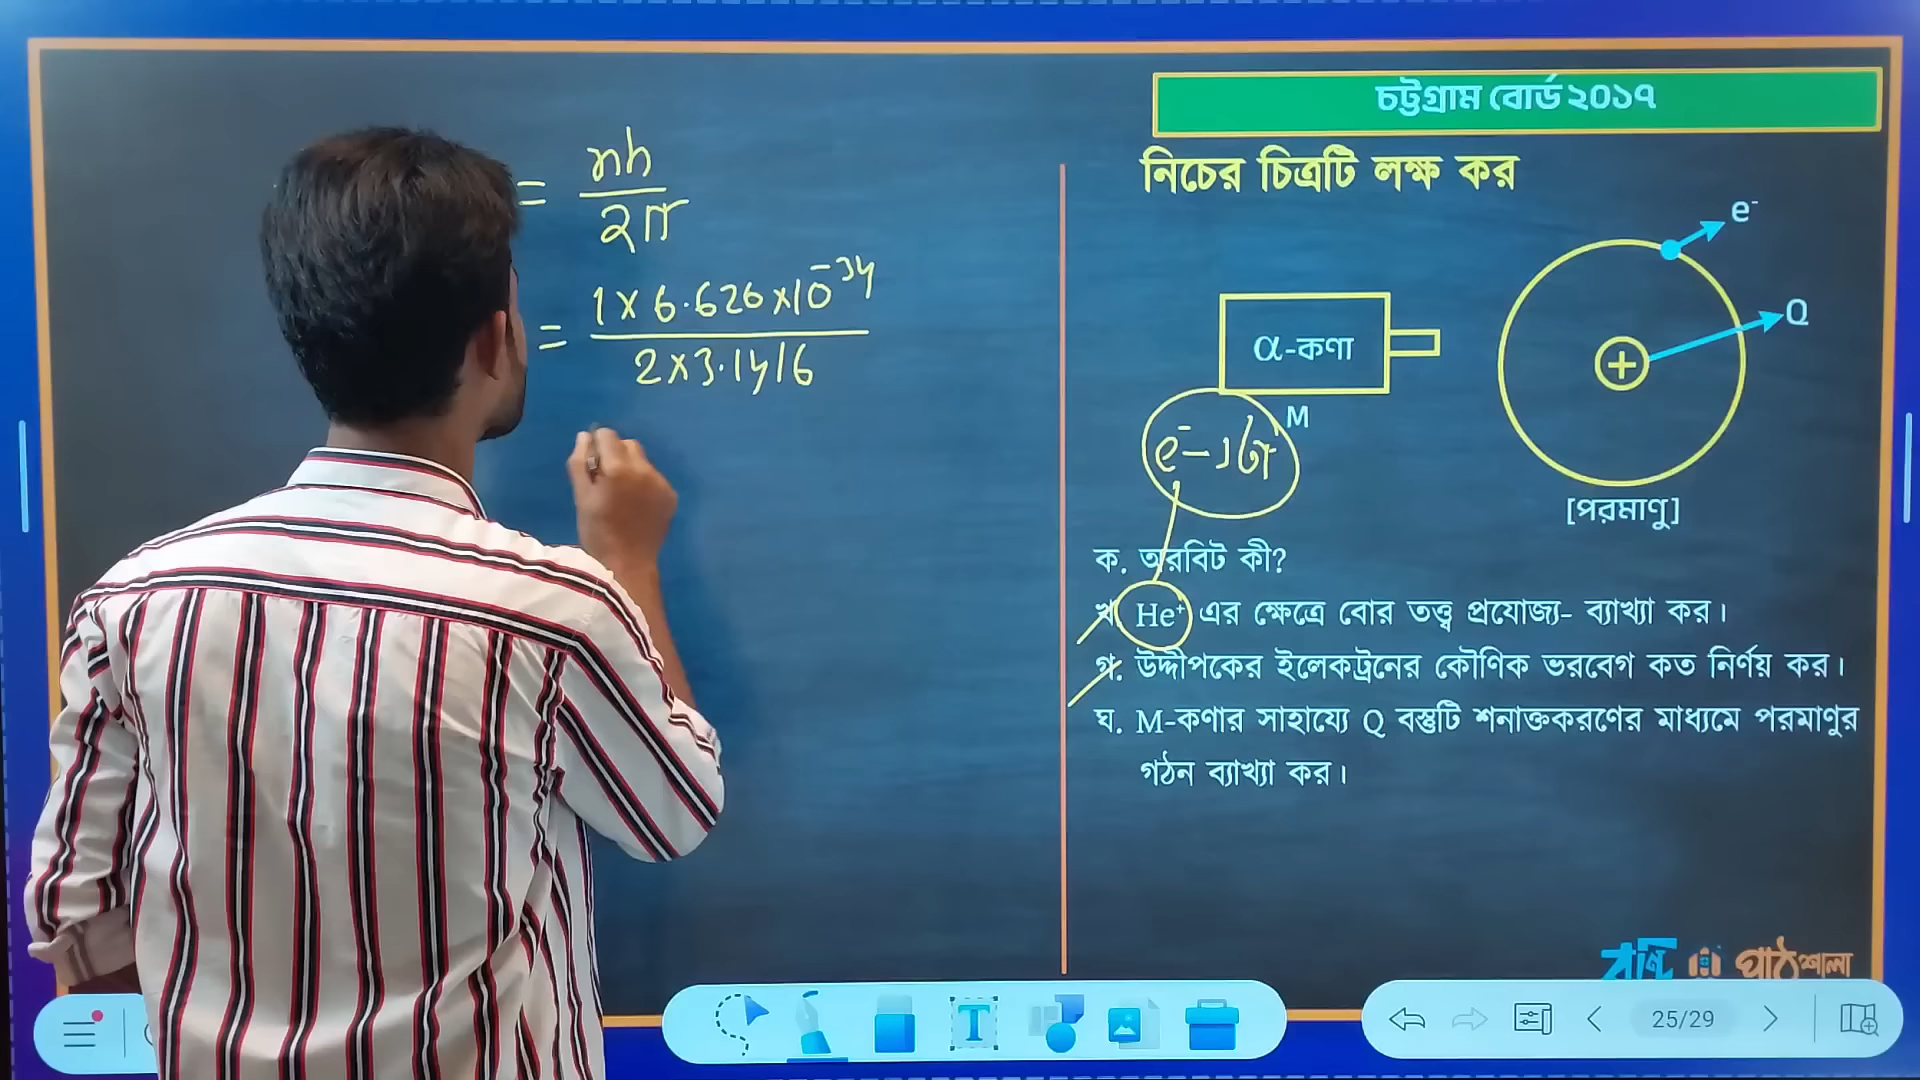 = nh
2π
= 1 x 6.626 x 10^-34
2 x 3.1416
চট্টগ্রাম বোর্ড ২০১৭
নিচের চিত্রটি লক্ষ কর
e⁻
Q
α-কণা
+
M
e⁻ - ১টা
[পরমাণু]
ক. অরবিট কী?
খ. He⁺ এর ক্ষেত্রে বোর তত্ত্ব প্রযোজ্য- ব্যাখ্যা কর।
গ. উদ্দীপকের ইলেকট্রনের কৌণিক ভরবেগ কত নির্ণয় কর।
ঘ. M-কণার সাহায্যে Q বস্তুটি শনাক্তকরণের মাধ্যমে পরমাণুর
গঠন ব্যাখ্যা কর।
পাঠশালা
T
25/29